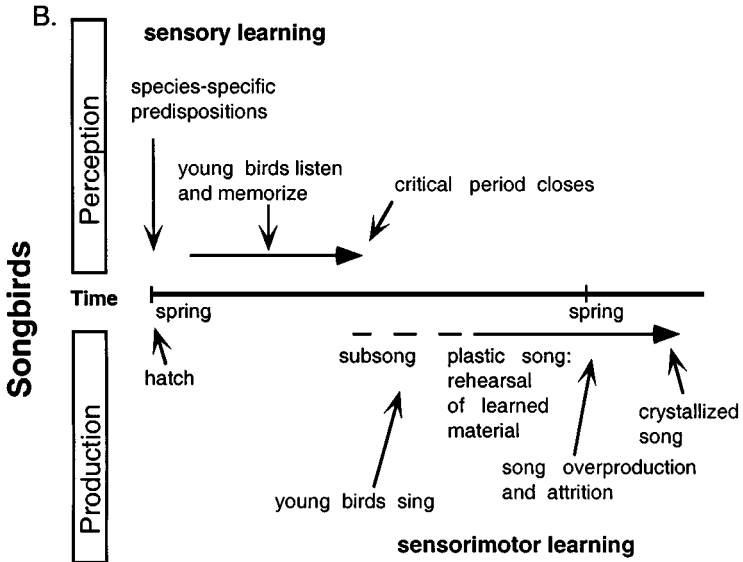 B.
sensory learning
species-specific
predispositions
young birds listen
and memorize
critical period closes
Perception
Songbirds
Time
spring
spring
hatch
subsong
plastic song:
rehearsal
of learned
material
crystallized
song
song overproduction
and attrition
young birds sing
Production
sensorimotor learning